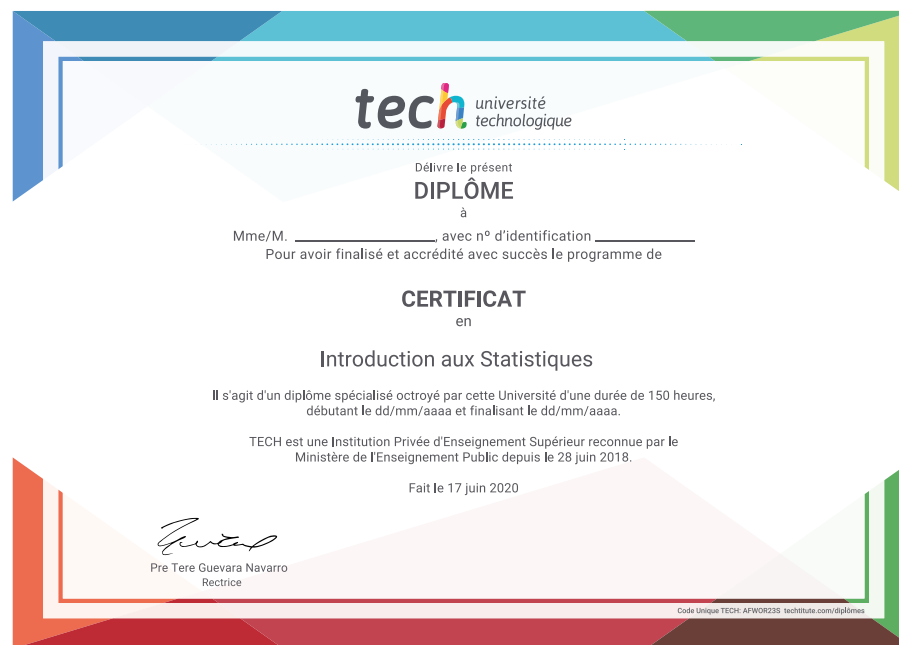 tech université
technologique
Délivre le présent
DIPLÔME
à
Mme/M. ____________________, avec nº d'identification ______________
Pour avoir finalisé et accrédité avec succès le programme de
CERTIFICAT
en
Introduction aux Statistiques
Il s'agit d'un diplôme spécialisé octroyé par cette Université d'une durée de 150 heures,
débutant le dd/mm/aaaa et finalisant le dd/mm/aaaa.
TECH est une Institution Privée d'Enseignement Supérieur reconnue par le
Ministère de l'Enseignement Public depuis le 28 juin 2018.
Fait le 17 juin 2020
Pre Tere Guevara Navarro
Rectrice
Code Unique TECH: AFWOR23S techtitute.com/diplômes